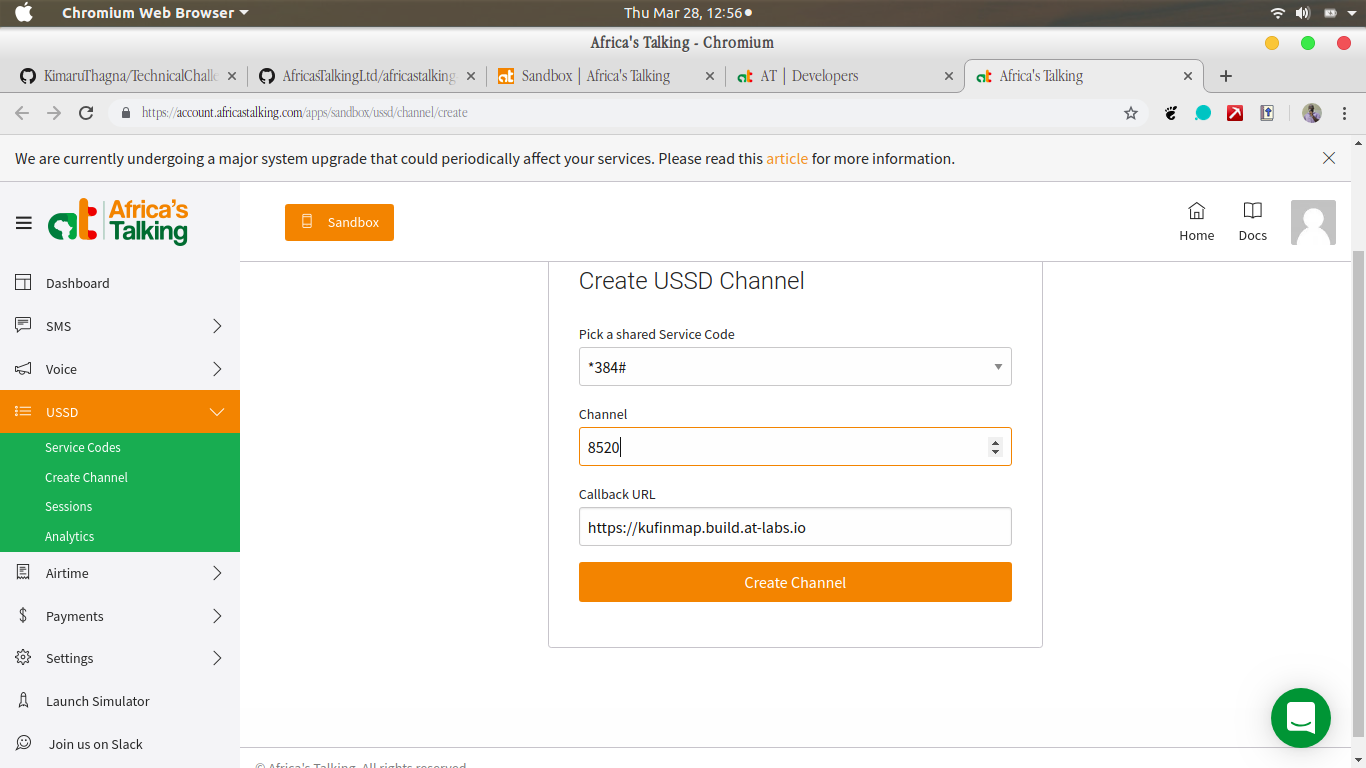 Chromium Web Browser
Thu Mar 28, 12:56
Africa's Talking - Chromium
KimaruThagna/TechnicalChalle
AfricasTalkingLtd/africastalking
Sandbox | Africa's Talking
AT | Developers
Africa's Talking
https://account.africastalking.com/apps/sandbox/ussd/channel/create
We are currently undergoing a major system upgrade that could periodically affect your services. Please read this article for more information.
at Africa's Talking
Sandbox
Home
Docs
Dashboard
SMS
Voice
USSD
Service Codes
Create Channel
Sessions
Analytics
Airtime
Payments
Settings
Launch Simulator
Join us on Slack
Create USSD Channel
Pick a shared Service Code
*384#
Channel
8520
Callback URL
https://kufinmap.build.at-labs.io
Create Channel
© Africa's Talking. All rights reserved